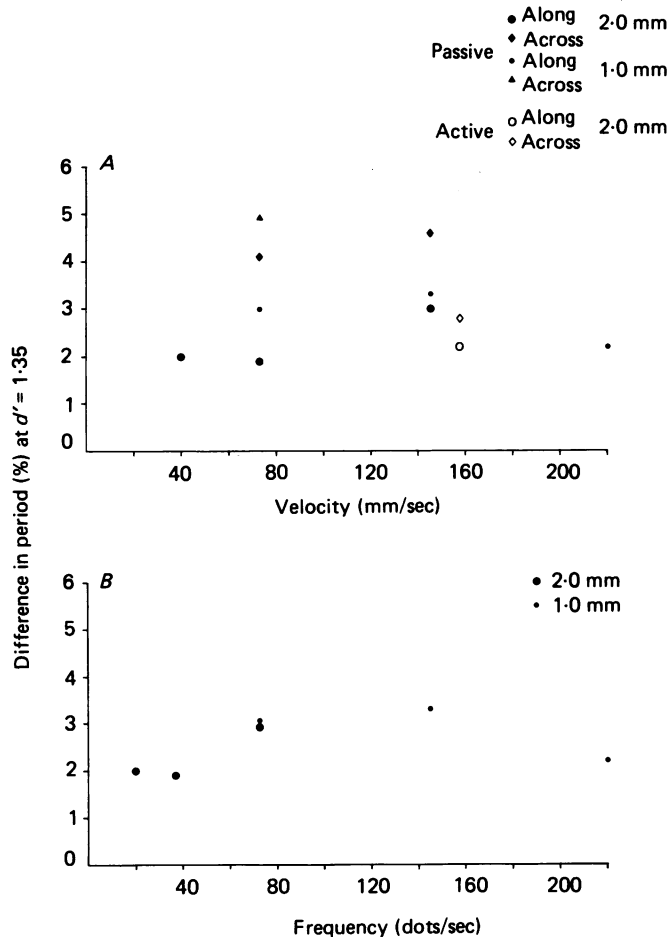 Along 2·0 mm
Passive Across
Along 1·0 mm
Across
Active Along 2·0 mm
Across
A
6
5
4
3
2
1
0
40 80 120 160 200
Velocity (mm/sec)
Difference in period (%) at d′ = 1·35
B
2·0 mm
1·0 mm
6
5
4
3
2
1
0
40 80 120 160 200
Frequency (dots/sec)